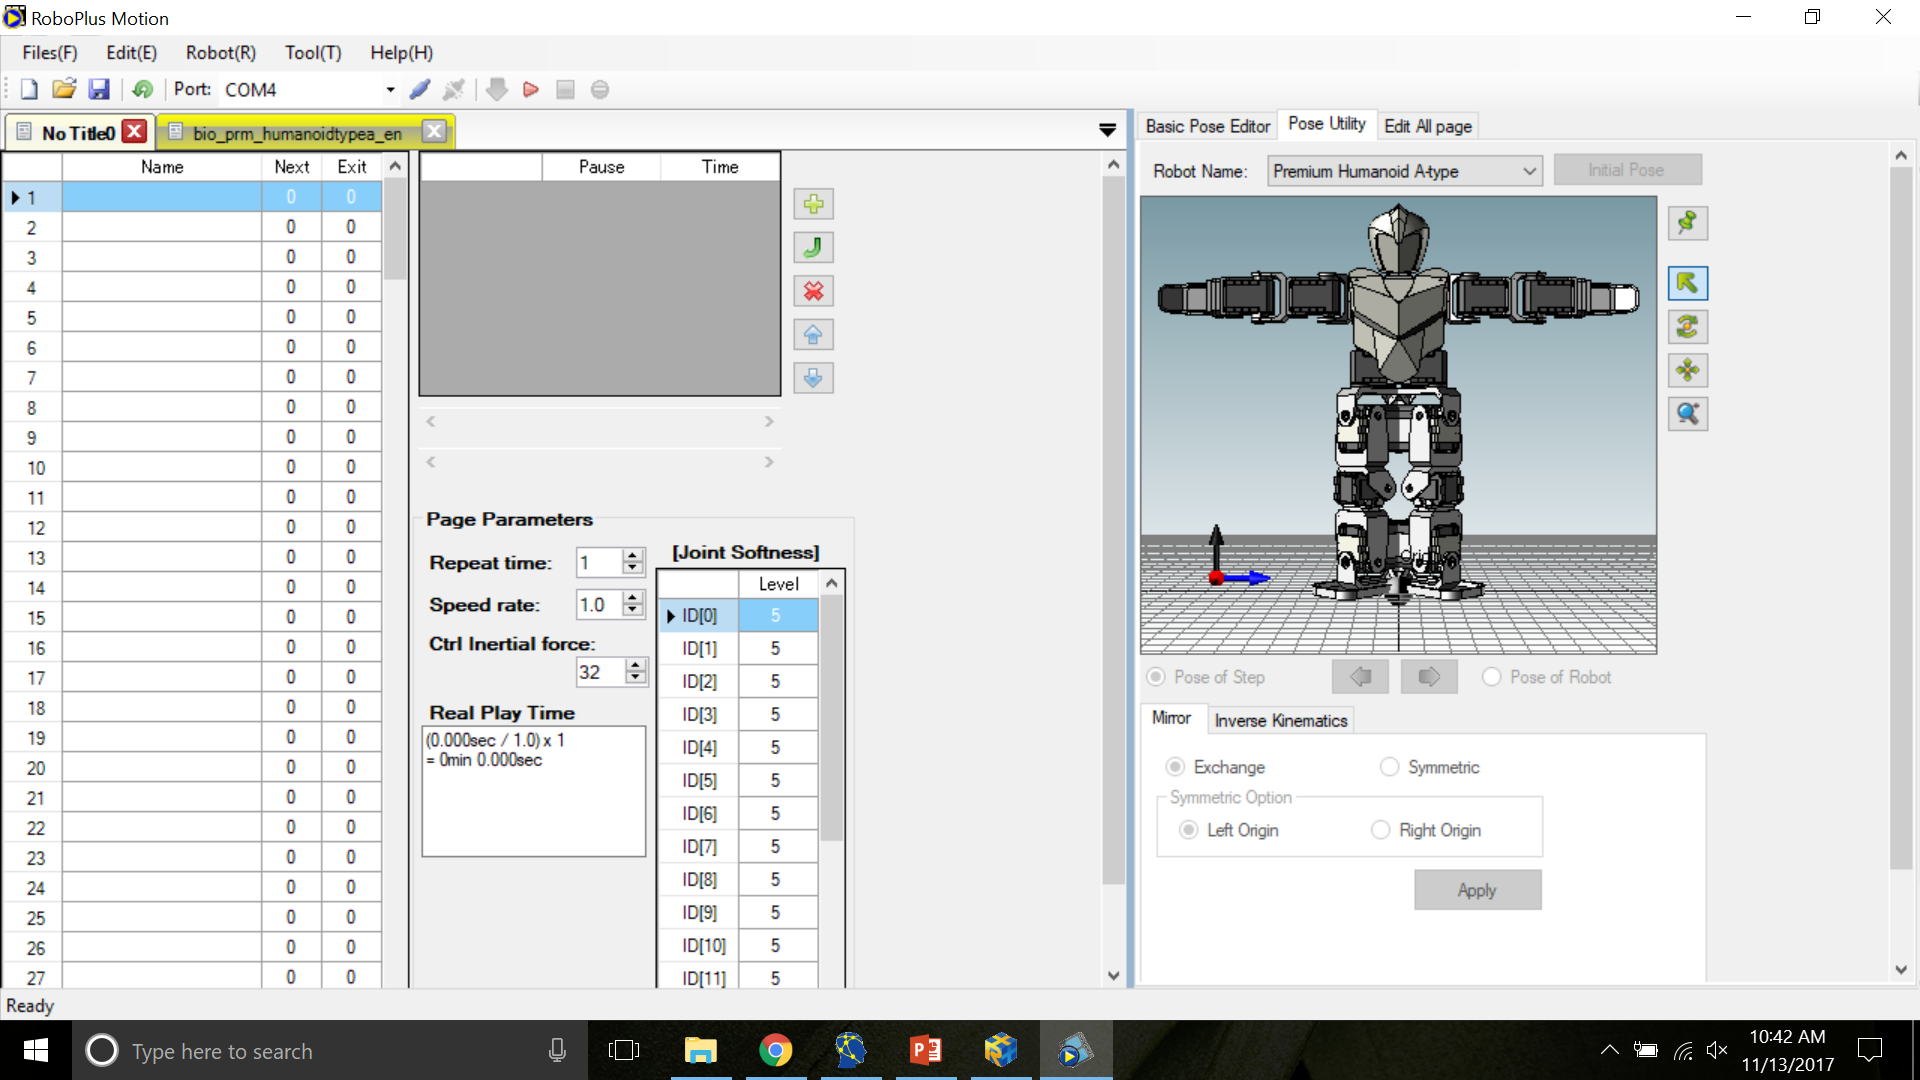 RoboPlus Motion
Files(F) Edit(E) Robot(R) Tool(T) Help(H)
Port: COM4
No Title0 bio_prm_humanoidtypea_en
Name Next Exit
1 0 0
2 0 0
3 0 0
4 0 0
5 0 0
6 0 0
7 0 0
8 0 0
9 0 0
10 0 0
11 0 0
12 0 0
13 0 0
14 0 0
15 0 0
16 0 0
17 0 0
18 0 0
19 0 0
20 0 0
21 0 0
22 0 0
23 0 0
24 0 0
25 0 0
26 0 0
27 0 0
Pause Time
Page Parameters
Repeat time: 1
Speed rate: 1.0
Ctrl Inertial force:
32
Real Play Time
(0.000sec / 1.0) x 1
= 0min 0.000sec
[Joint Softness]
Level
ID[0] 5
ID[1] 5
ID[2] 5
ID[3] 5
ID[4] 5
ID[5] 5
ID[6] 5
ID[7] 5
ID[8] 5
ID[9] 5
ID[10] 5
ID[11] 5
Basic Pose Editor Pose Utility Edit All page
Robot Name: Premium Humanoid A-type Initial Pose
Pose of Step Pose of Robot
Mirror Inverse Kinematics
Exchange Symmetric
Symmetric Option
Left Origin Right Origin
Apply
Ready
Type here to search
10:42 AM
11/13/2017